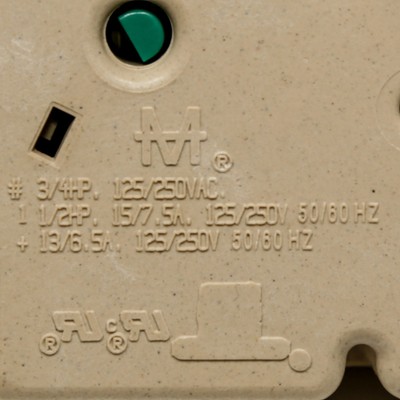 M ®
# 3/4HP. 125/250VAC.
1 1/2HP. 15/7.5A. 125/250V 50/60 HZ
+ 13/6.5A. 125/250V 50/60 HZ
® c ®